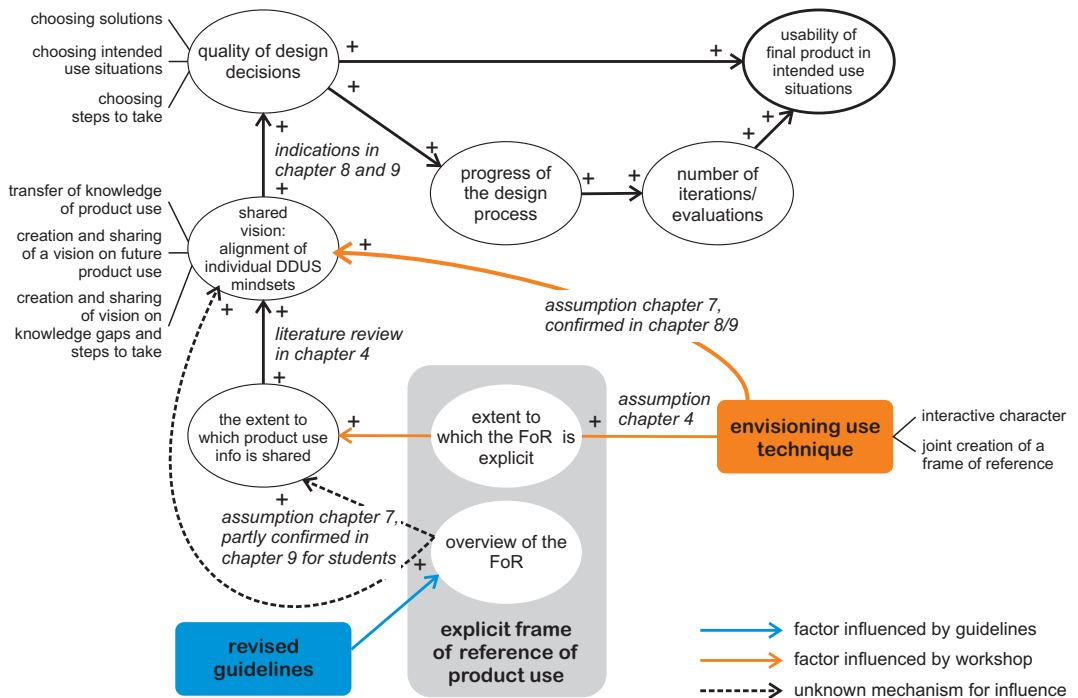 choosing solutions
choosing intended
use situations
choosing
steps to take
quality of design
decisions
+
+
+
usability of
final product in
intended use
situations
+
+
+
indications in
chapter 8 and 9
+
+
progress of
the design
process
+
+
number of
iterations/
evaluations
+
transfer of knowledge
of product use
creation and sharing
of a vision on future
product use
creation and sharing
of vision on
knowledge gaps and
steps to take
shared
vision:
alignment of
individual DDUS
mindsets
+
+
+
assumption chapter 7,
confirmed in chapter 8/9
literature review
in chapter 4
+
the extent to
which product use
info is shared
+
+
extent to
which the FoR is
explicit
+
assumption
chapter 4
envisioning use
technique
interactive character
joint creation of a
frame of reference
assumption chapter 7,
partly confirmed in
chapter 9 for students
+
overview of the
FoR
explicit frame
of reference of
product use
revised
guidelines
factor influenced by guidelines
factor influenced by workshop
unknown mechanism for influence